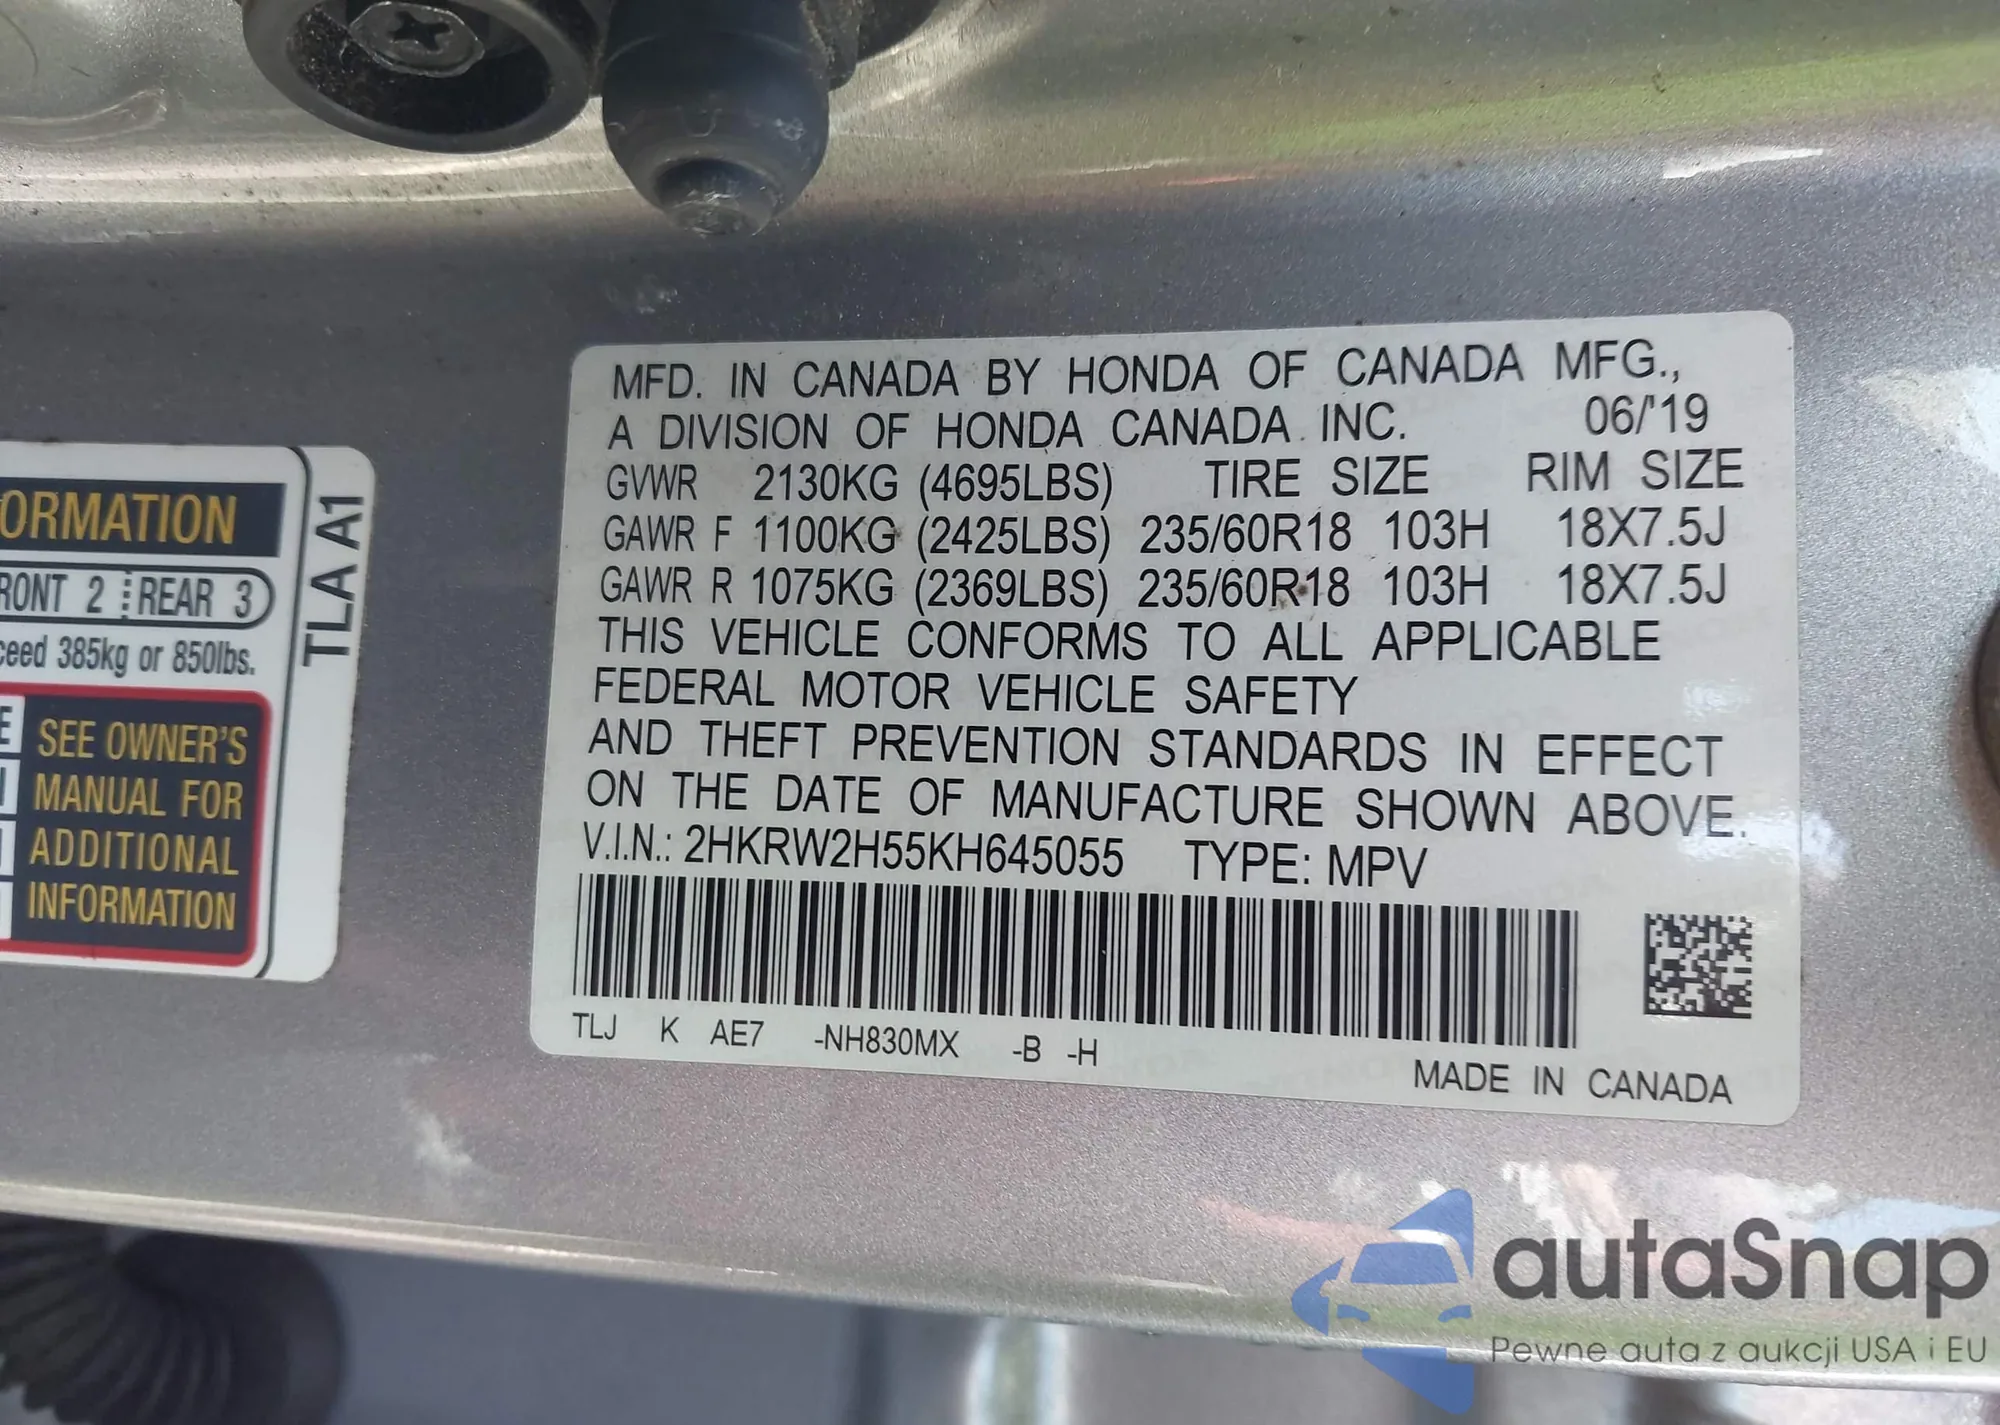 MFD. IN CANADA BY HONDA OF CANADA MFG.,
A DIVISION OF HONDA CANADA INC. 06/'19
GVWR 2130KG (4695LBS) TIRE SIZE RIM SIZE
GAWR F 1100KG (2425LBS) 235/60R18 103H 18X7.5J
GAWR R 1075KG (2369LBS) 235/60R18 103H 18X7.5J
THIS VEHICLE CONFORMS TO ALL APPLICABLE
FEDERAL MOTOR VEHICLE SAFETY
AND THEFT PREVENTION STANDARDS IN EFFECT
ON THE DATE OF MANUFACTURE SHOWN ABOVE.
V.I.N.: 2HKRW2H55KH645055 TYPE: MPV
TLJ K AE7 -NH830MX -B -H
MADE IN CANADA
ORMATION
RONT 2 REAR 3
ceed 385kg or 850lbs.
SEE OWNER'S
MANUAL FOR
ADDITIONAL
INFORMATION
TLA A1
autaSnap
Pewne auta z aukcji USA i EU